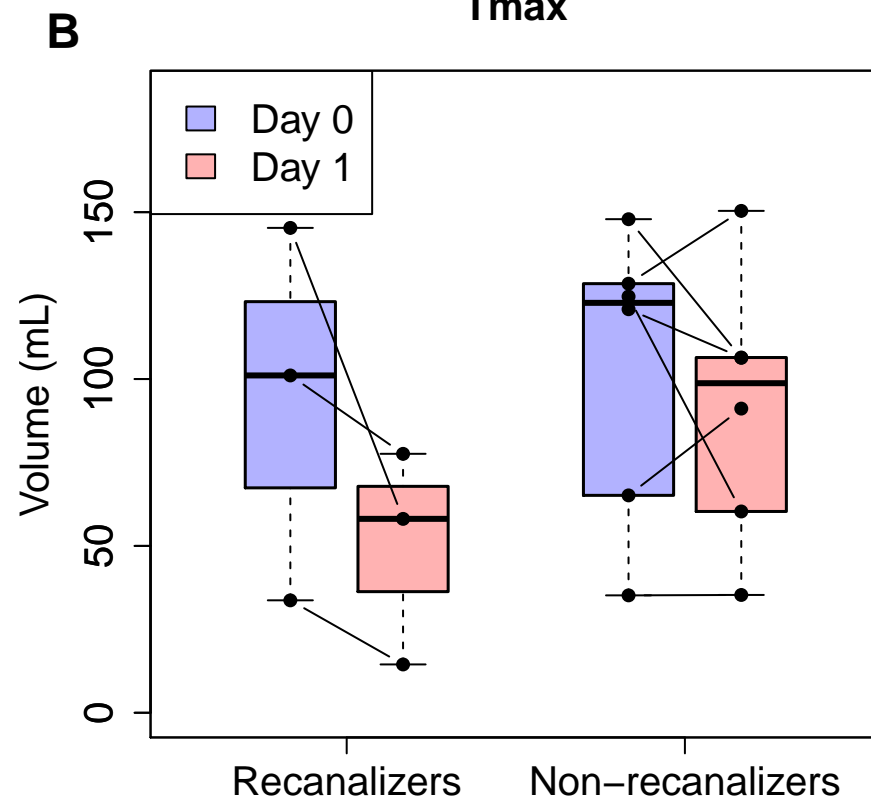 Tmax
B
Day 0
Day 1
Volume (mL)
150
100
50
0
Recanalizers
Non−recanalizers